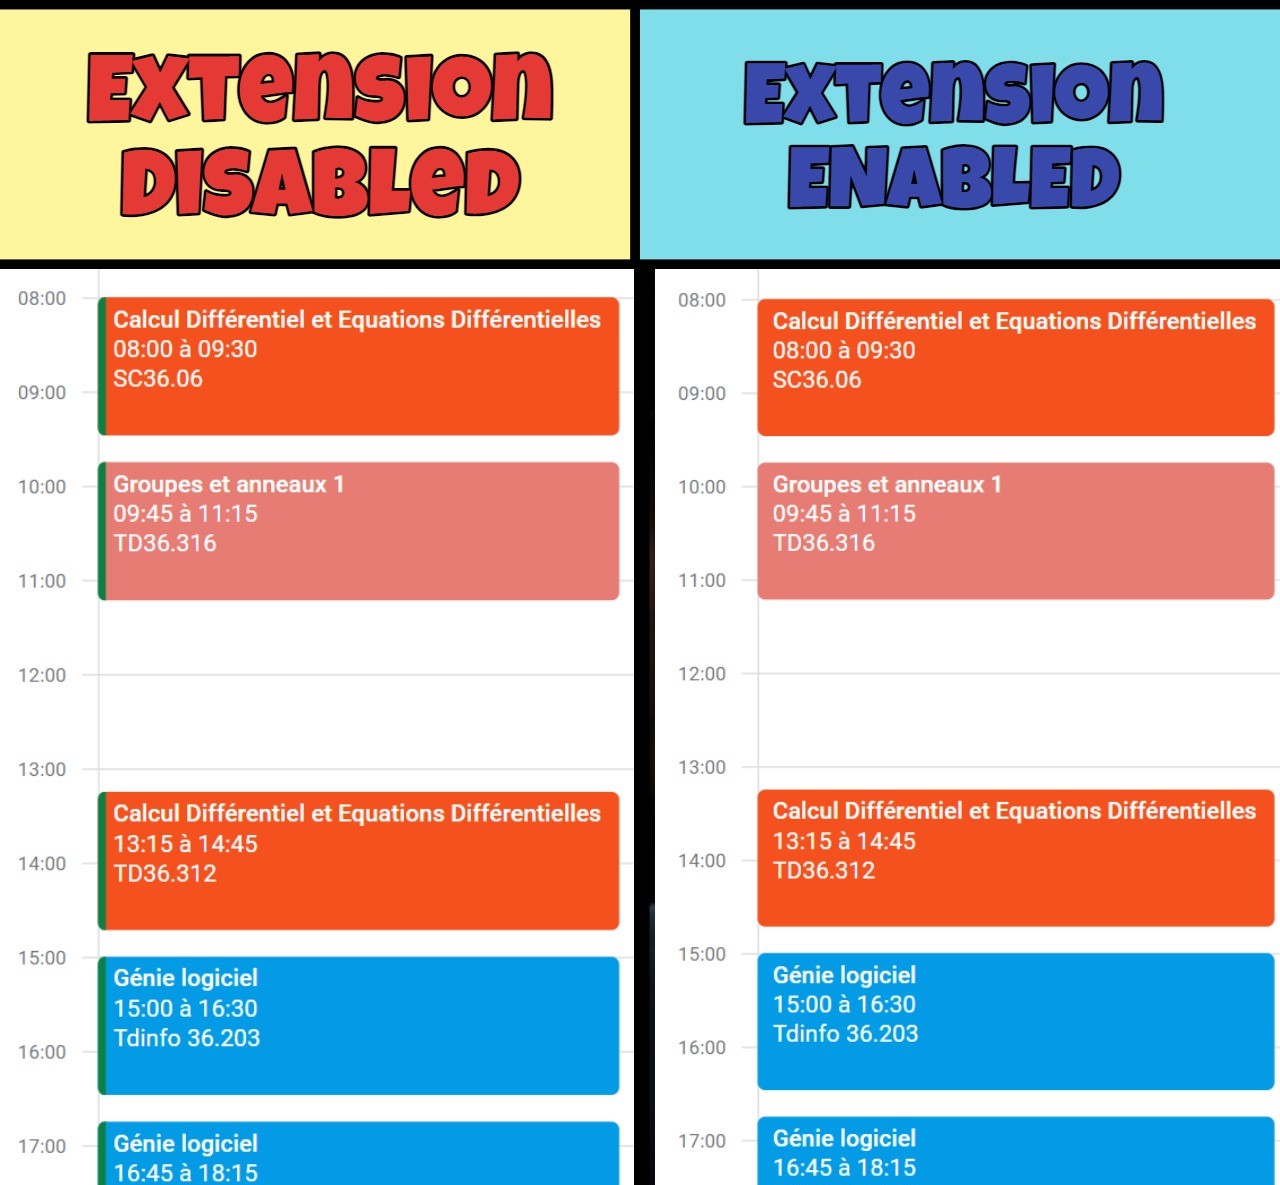 Extension
Disabled
08:00
Calcul Différentiel et Equations Différentielles
08:00 à 09:30
SC36.06
09:00
10:00
Groupes et anneaux 1
09:45 à 11:15
TD36.316
11:00
12:00
13:00
Calcul Différentiel et Equations Différentielles
13:15 à 14:45
TD36.312
14:00
15:00
Génie logiciel
15:00 à 16:30
Tdinfo 36.203
16:00
17:00
Génie logiciel
16:45 à 18:15
Extension
ENABLED
08:00
Calcul Différentiel et Equations Différentielles
08:00 à 09:30
SC36.06
09:00
10:00
Groupes et anneaux 1
09:45 à 11:15
TD36.316
11:00
12:00
13:00
Calcul Différentiel et Equations Différentielles
13:15 à 14:45
TD36.312
14:00
15:00
Génie logiciel
15:00 à 16:30
Tdinfo 36.203
16:00
17:00
Génie logiciel
16:45 à 18:15